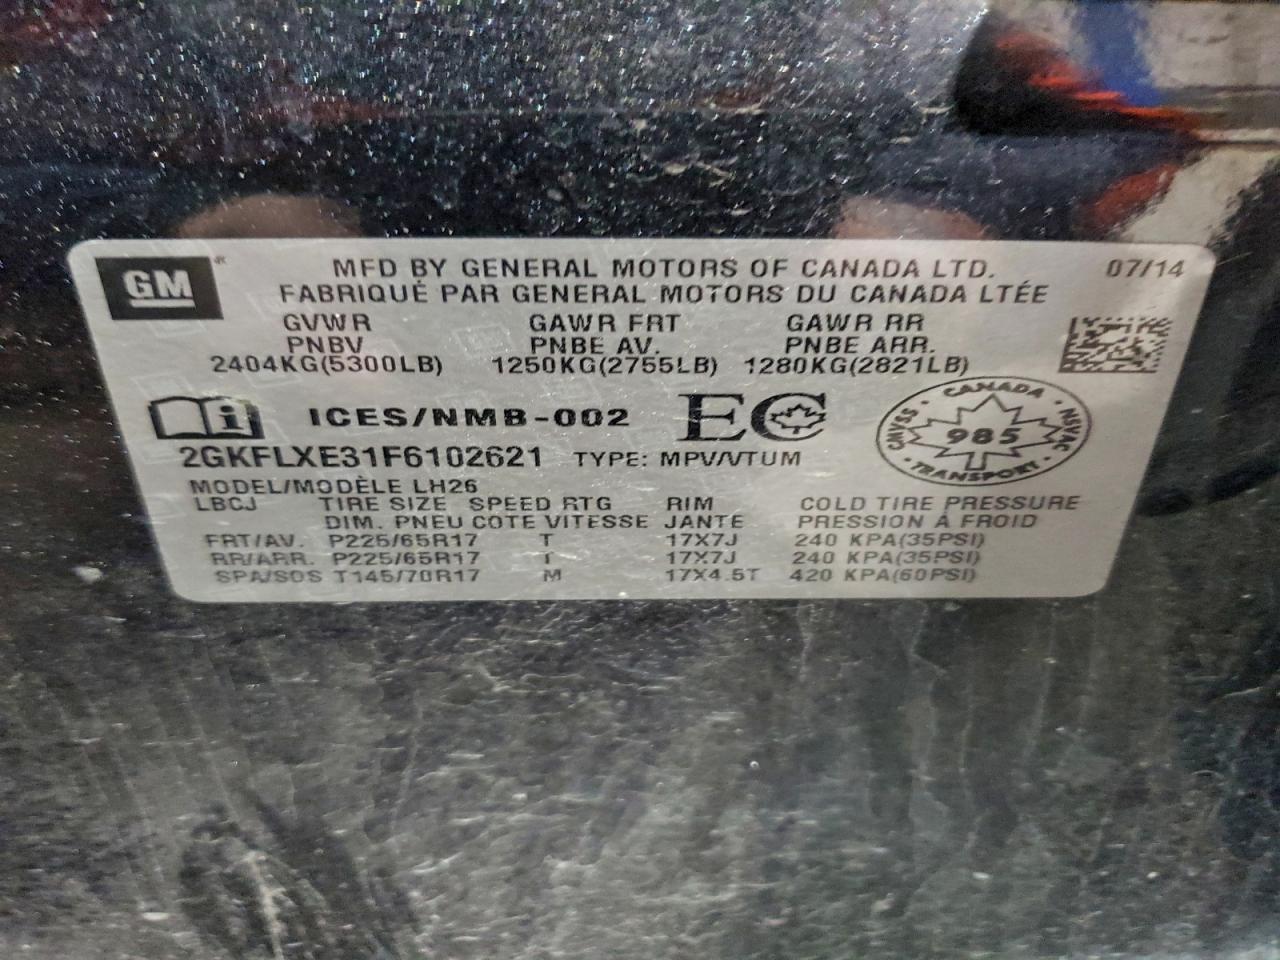 GM
MFD BY GENERAL MOTORS OF CANADA LTD. 07/14
FABRIQUÉ PAR GENERAL MOTORS DU CANADA LTÉE
GVWR GAWR FRT GAWR RR
PNBV PNBE AV. PNBE ARR.
2404KG(5300LB) 1250KG(2755LB) 1280KG(2821LB)
i ICES/NMB-002 EC
CANADA
CMVSS 985 NSVAC
TRANSPORT
2GKFLXE31F6102621 TYPE: MPV/VTUM
MODEL/MODÈLE LH26
LBCJ TIRE SIZE SPEED RTG RIM COLD TIRE PRESSURE
DIM. PNEU COTE VITESSE JANTE PRESSION À FROID
FRT/AV. P225/65R17 T 17X7J 240 KPA(35PSI)
RR/ARR. P225/65R17 T 17X7J 240 KPA(35PSI)
SPA/SOS T145/70R17 M 17X4.5T 420 KPA(60PSI)